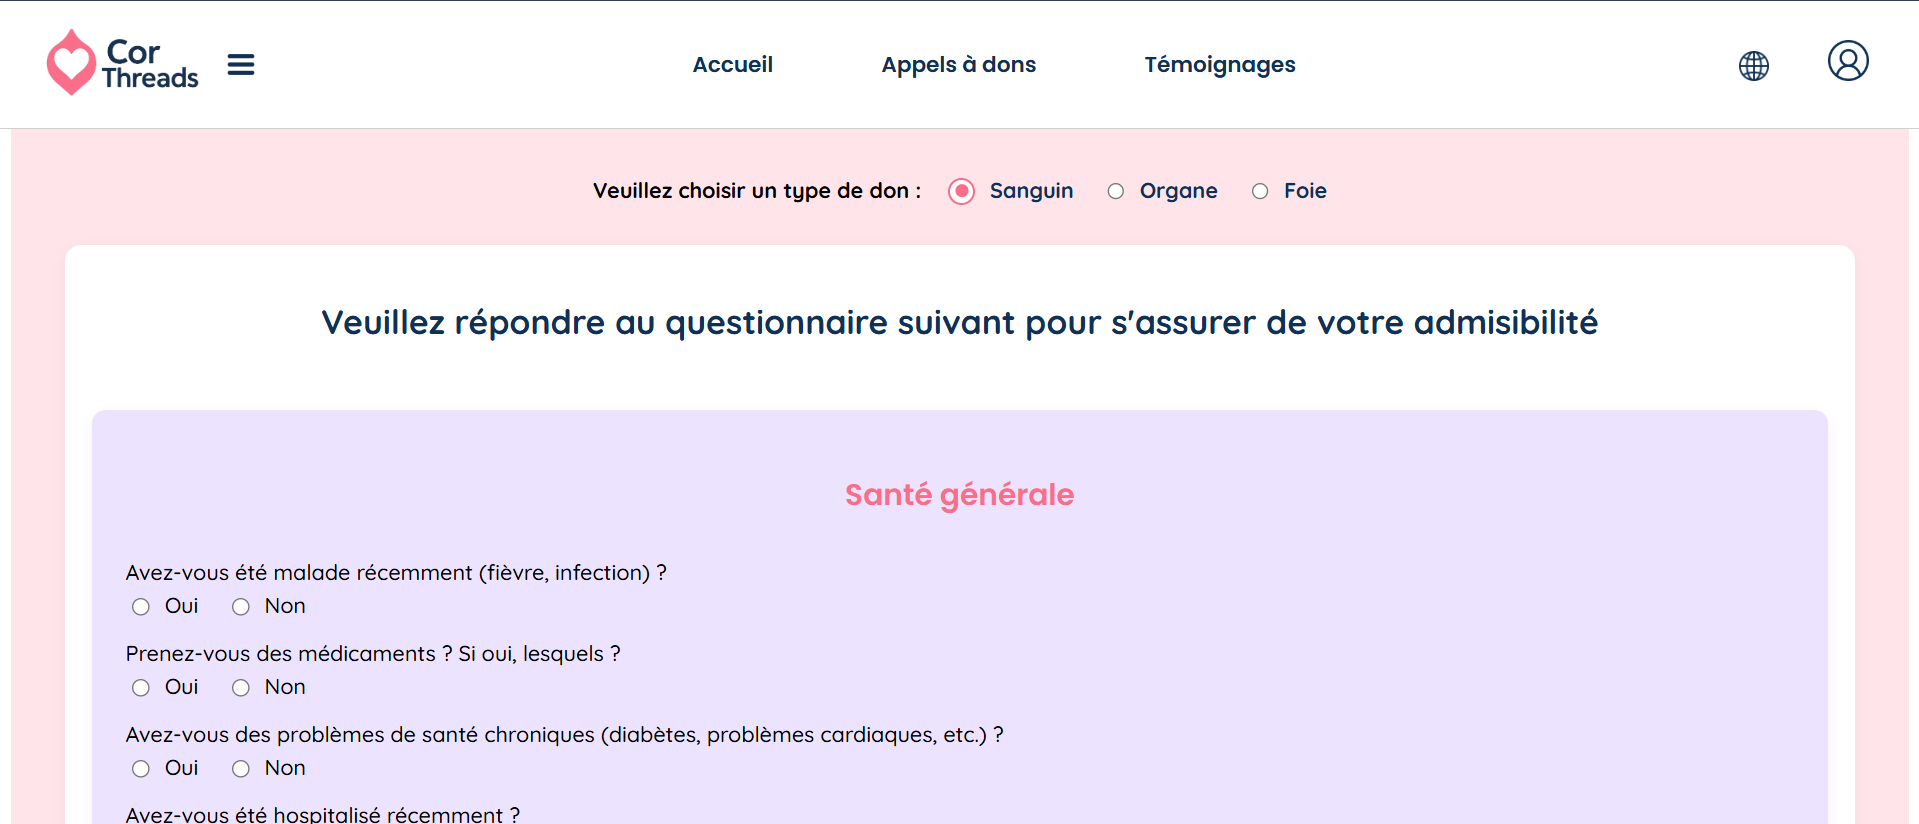 Cor
Threads
Accueil Appels à dons Témoignages
Veuillez choisir un type de don : Sanguin Organe Foie
Veuillez répondre au questionnaire suivant pour s'assurer de votre admisibilité
Santé générale
Avez-vous été malade récemment (fièvre, infection) ?
Oui Non
Prenez-vous des médicaments ? Si oui, lesquels ?
Oui Non
Avez-vous des problèmes de santé chroniques (diabètes, problèmes cardiaques, etc.) ?
Oui Non
Avez-vous été hospitalisé récemment ?